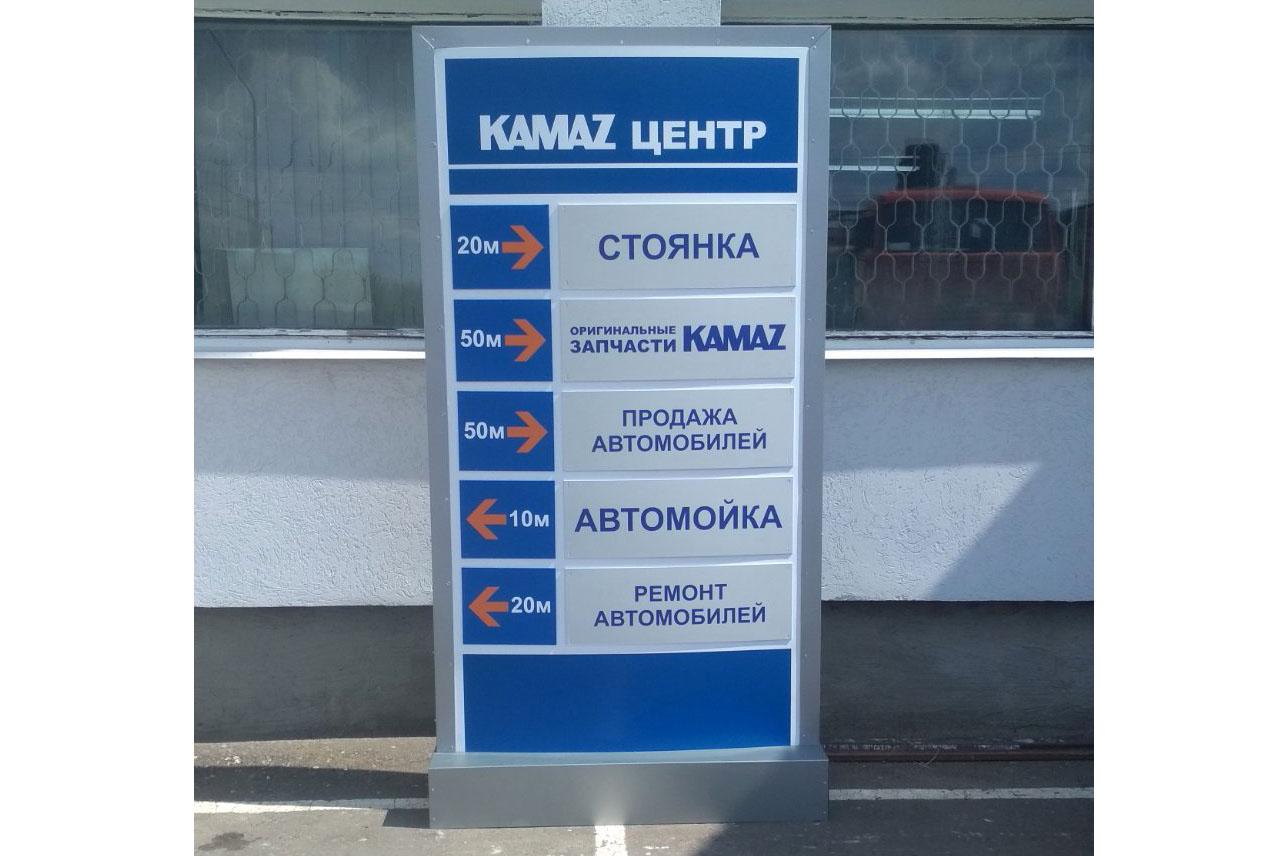 KAMAZ ЦЕНТР
20м СТОЯНКА
50м ОРИГИНАЛЬНЫЕ
ЗАПЧАСТИ KAMAZ
50м ПРОДАЖА
АВТОМОБИЛЕЙ
10м АВТОМОЙКА
20м РЕМОНТ
АВТОМОБИЛЕЙ